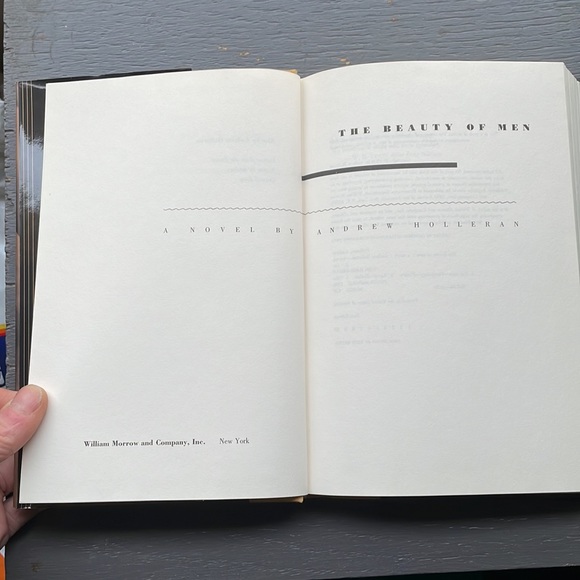 THE BEAUTY OF MEN
A NOVEL BY ANDREW HOLLERAN
William Morrow and Company, Inc. New York